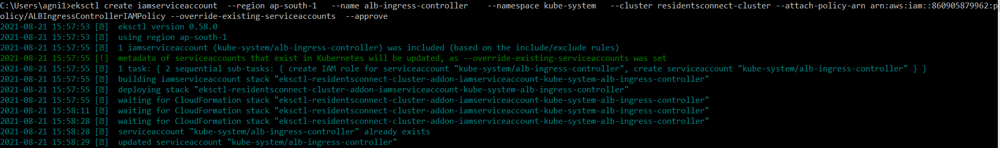 C:\Users\agni1>eksctl create iamserviceaccount  --region ap-south-1   --name alb-ingress-controller    --namespace kube-system   --cluster residentsconnect-cluster --attach-policy-arn arn:aws:iam::860905879962:p
olicy/ALBIngressControllerIAMPolicy --override-existing-serviceaccounts  --approve
2021-08-21 15:57:53 [ℹ]  eksctl version 0.58.0
2021-08-21 15:57:53 [ℹ]  using region ap-south-1
2021-08-21 15:57:55 [ℹ]  1 iamserviceaccount (kube-system/alb-ingress-controller) was included (based on the include/exclude rules)
2021-08-21 15:57:55 [!]  metadata of serviceaccounts that exist in Kubernetes will be updated, as --override-existing-serviceaccounts was set
2021-08-21 15:57:55 [ℹ]  1 task: { 2 sequential sub-tasks: { create IAM role for serviceaccount "kube-system/alb-ingress-controller", create serviceaccount "kube-system/alb-ingress-controller" } }
2021-08-21 15:57:55 [ℹ]  building iamserviceaccount stack "eksctl-residentsconnect-cluster-addon-iamserviceaccount-kube-system-alb-ingress-controller"
2021-08-21 15:57:55 [ℹ]  deploying stack "eksctl-residentsconnect-cluster-addon-iamserviceaccount-kube-system-alb-ingress-controller"
2021-08-21 15:57:55 [ℹ]  waiting for CloudFormation stack "eksctl-residentsconnect-cluster-addon-iamserviceaccount-kube-system-alb-ingress-controller"
2021-08-21 15:58:11 [ℹ]  waiting for CloudFormation stack "eksctl-residentsconnect-cluster-addon-iamserviceaccount-kube-system-alb-ingress-controller"
2021-08-21 15:58:28 [ℹ]  waiting for CloudFormation stack "eksctl-residentsconnect-cluster-addon-iamserviceaccount-kube-system-alb-ingress-controller"
2021-08-21 15:58:28 [ℹ]  serviceaccount "kube-system/alb-ingress-controller" already exists
2021-08-21 15:58:29 [ℹ]  updated serviceaccount "kube-system/alb-ingress-controller"